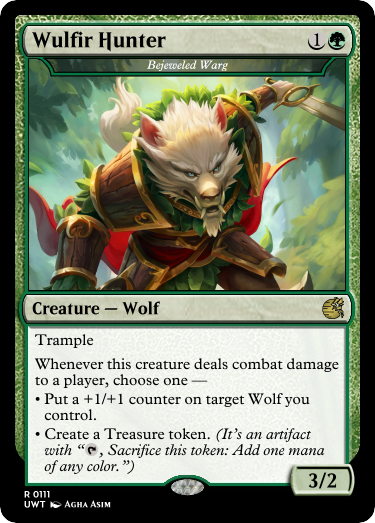 Wulfir Hunter 1
Bejeweled Warg
Creature — Wolf
Trample
Whenever this creature deals combat damage
to a player, choose one —
• Put a +1/+1 counter on target Wolf you
control.
• Create a Treasure token. (It's an artifact
with “, Sacrifice this token: Add one mana
of any color.”)
3/2
R 0111
UWT Agha Asim